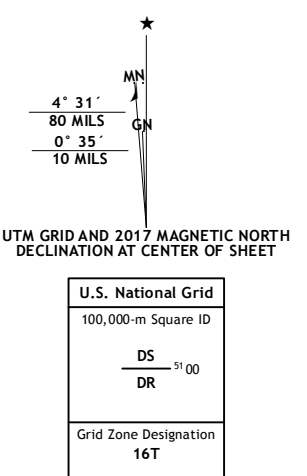 ★
MN
4° 31´
80 MILS
GN
0° 35´
10 MILS
UTM GRID AND 2017 MAGNETIC NORTH
DECLINATION AT CENTER OF SHEET
U.S. National Grid
100,000-m Square ID
DS
51 00
DR
Grid Zone Designation
16T